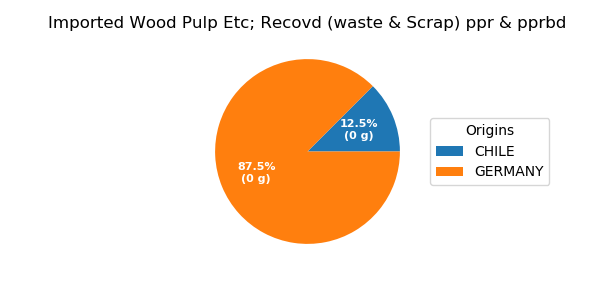 Imported Wood Pulp Etc; Recovd (waste & Scrap) ppr & pprbd
12.5%
(0 g)
87.5%
(0 g)
Origins
CHILE
GERMANY